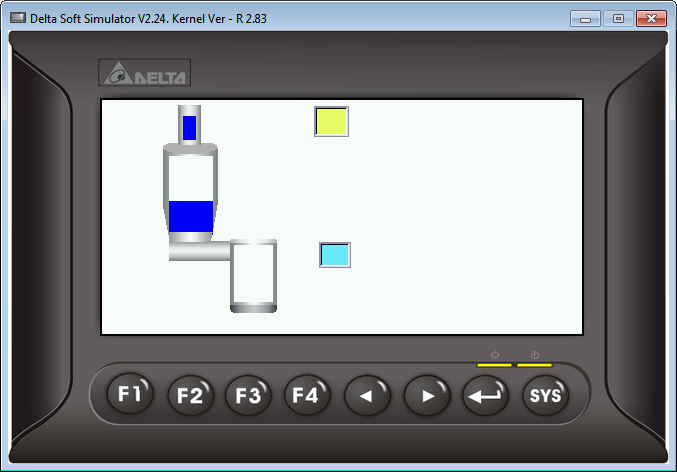 Delta Soft Simulator V2.24. Kernel Ver - R 2.83
DELTA
F1 F2 F3 F4 SYS